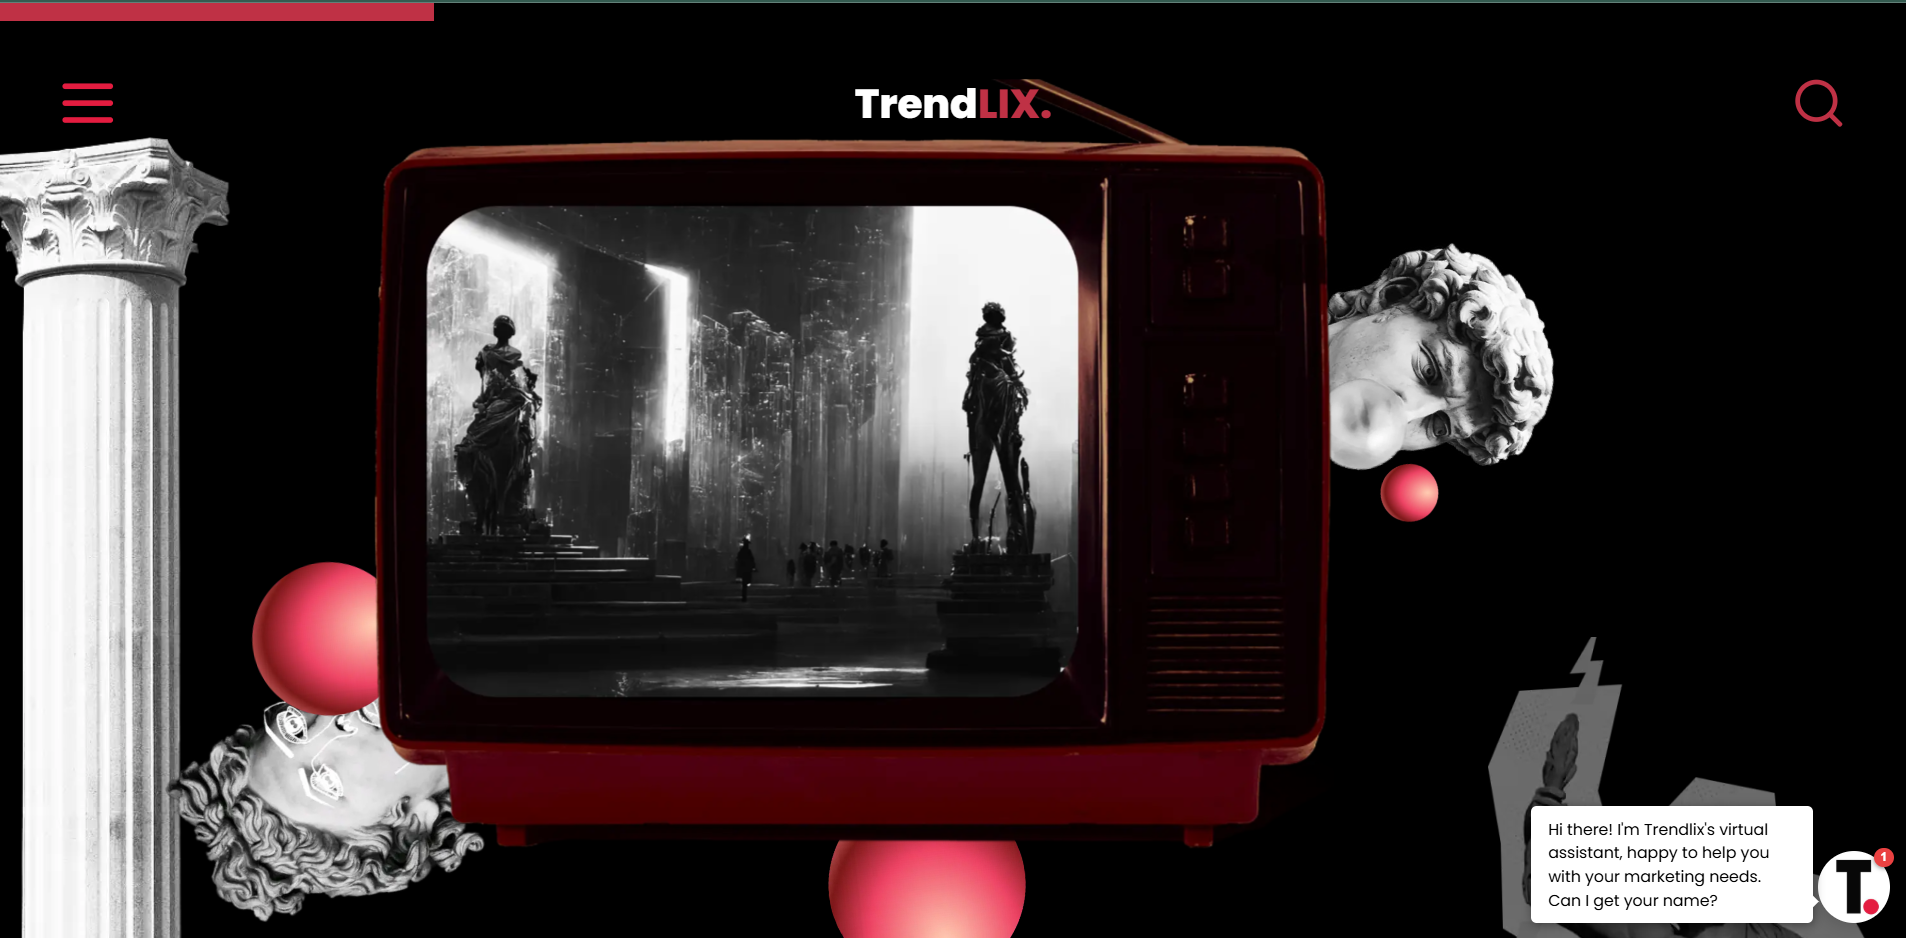 TrendLIX.
Hi there! I'm Trendlix's virtual
assistant, happy to help you
with your marketing needs.
Can I get your name?
1
T.